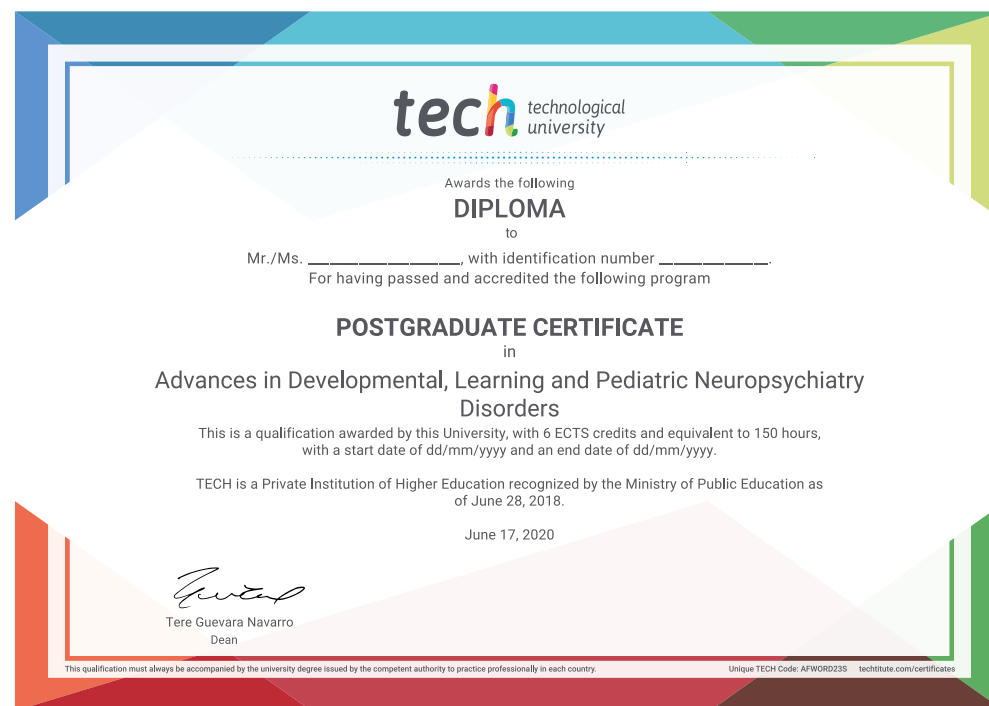 tech technological
university
Awards the following
DIPLOMA
to
Mr./Ms. ____________________, with identification number ______________.
For having passed and accredited the following program
POSTGRADUATE CERTIFICATE
in
Advances in Developmental, Learning and Pediatric Neuropsychiatry
Disorders
This is a qualification awarded by this University, with 6 ECTS credits and equivalent to 150 hours,
with a start date of dd/mm/yyyy and an end date of dd/mm/yyyy.
TECH is a Private Institution of Higher Education recognized by the Ministry of Public Education as
of June 28, 2018.
June 17, 2020
Tere Guevara Navarro
Dean
This qualification must always be accompanied by the university degree issued by the competent authority to practice professionally in each country.
Unique TECH Code: AFWORD23S techtitute.com/certificates